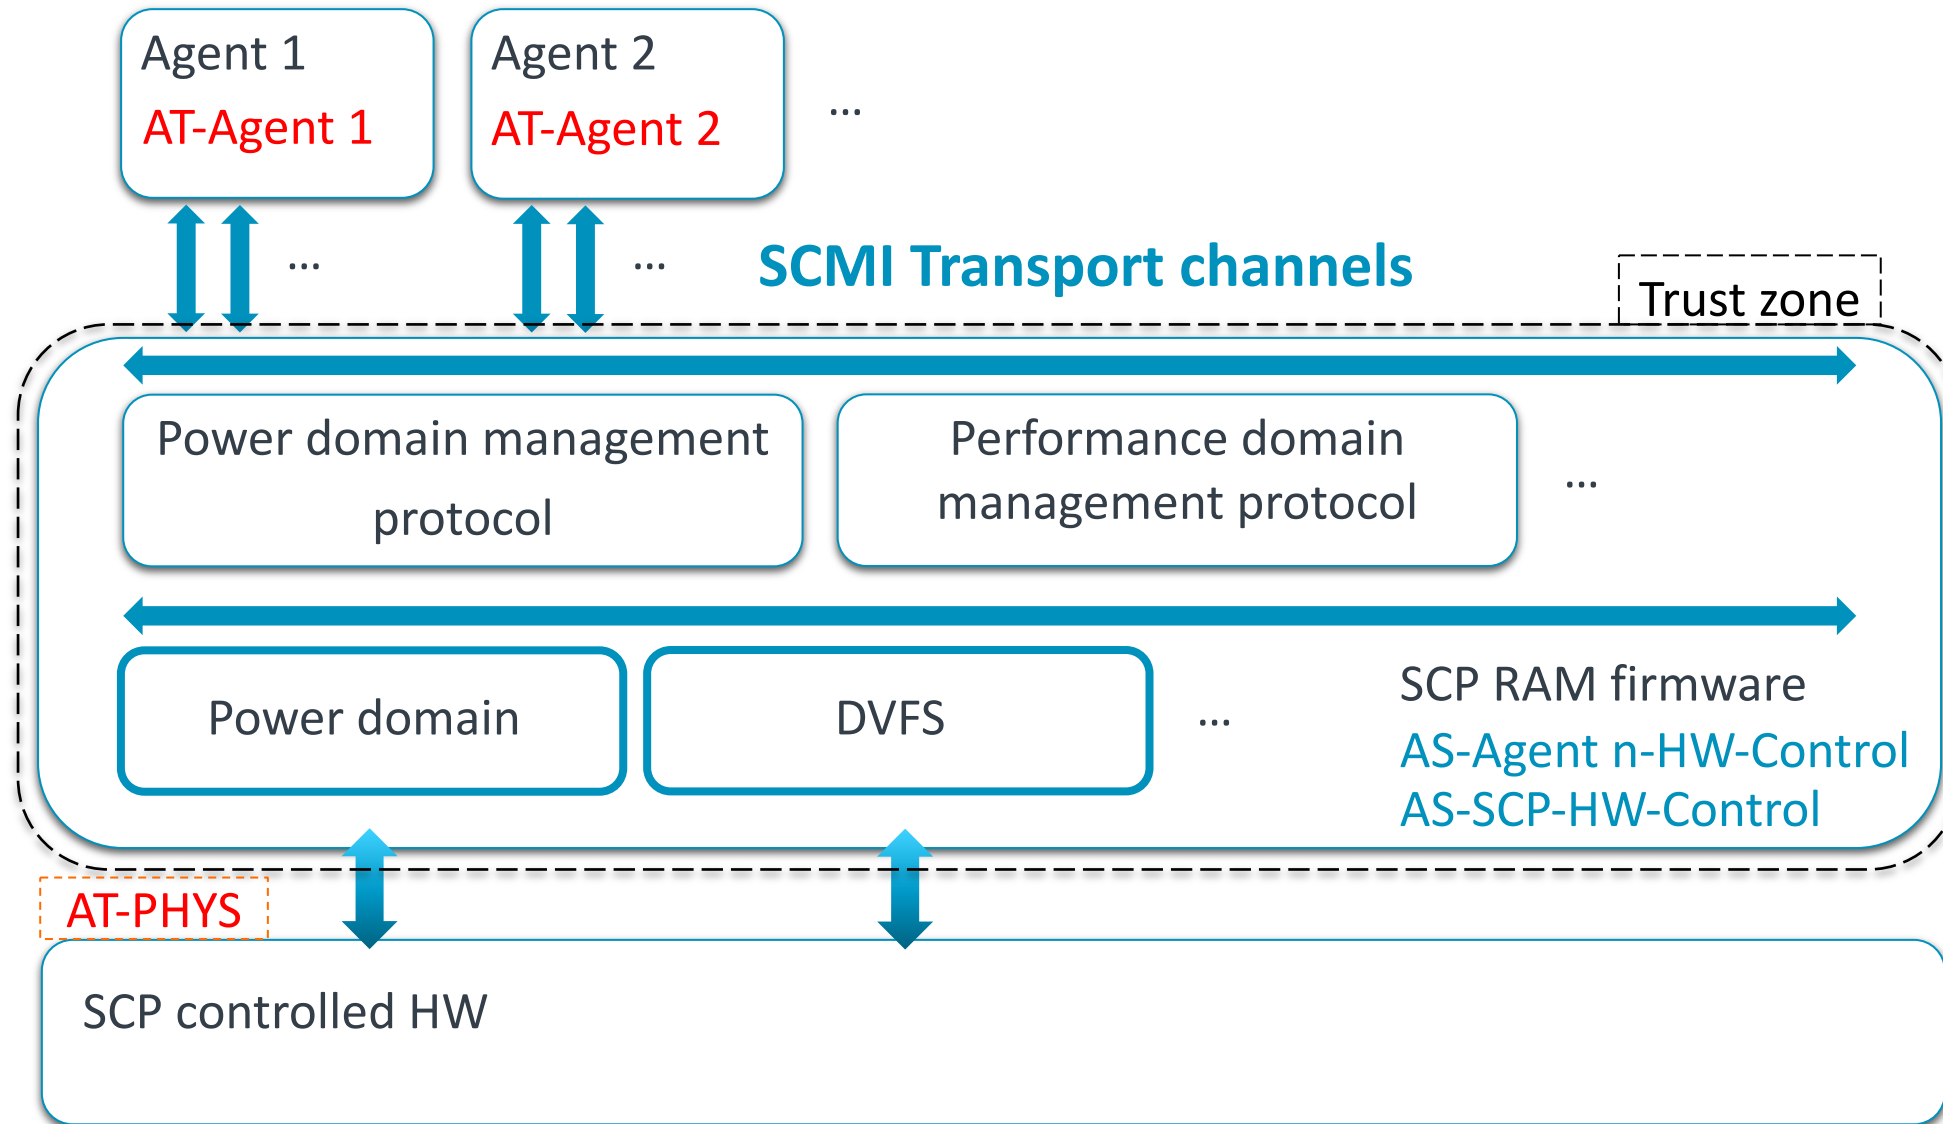 Agent 1
AT-Agent 1
Agent 2
AT-Agent 2
...
...
...
SCMI Transport channels
Trust zone
Power domain management
protocol
Performance domain
management protocol
...
Power domain
DVFS
...
SCP RAM firmware
AS-Agent n-HW-Control
AS-SCP-HW-Control
AT-PHYS
SCP controlled HW